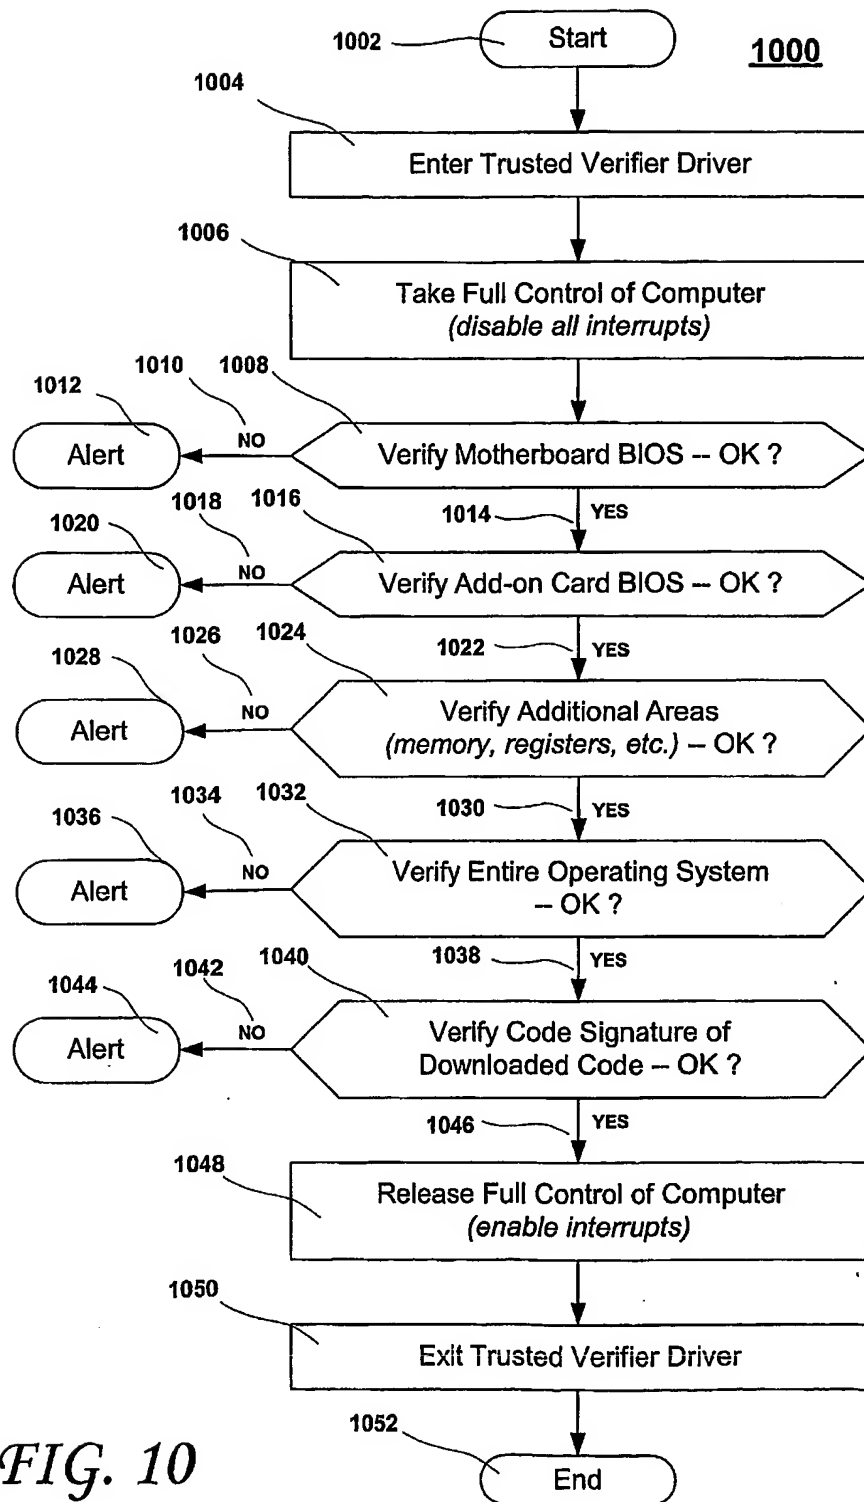 1002
Start
1000
1004
Enter Trusted Verifier Driver
1006
Take Full Control of Computer
(disable all interrupts)
1008
1010
1012
Alert
NO
Verify Motherboard BIOS -- OK ?
1014
YES
1016
1018
1020
Alert
NO
Verify Add-on Card BIOS -- OK ?
1022
YES
1024
1026
1028
Alert
NO
Verify Additional Areas
(memory, registers, etc.) -- OK ?
1030
YES
1032
1034
1036
Alert
NO
Verify Entire Operating System
-- OK ?
1038
YES
1040
1042
1044
Alert
NO
Verify Code Signature of
Downloaded Code -- OK ?
1046
YES
1048
Release Full Control of Computer
(enable interrupts)
1050
Exit Trusted Verifier Driver
1052
End
FIG. 10